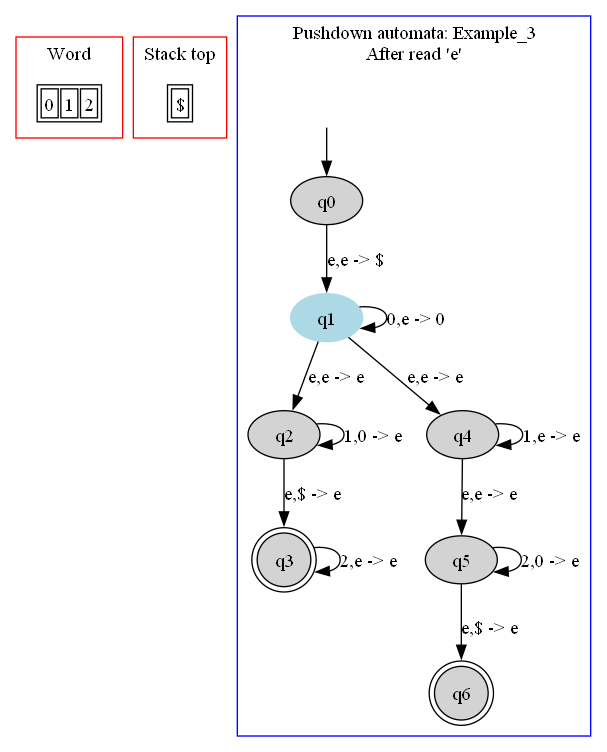 Word
0 1 2
Stack top
$
Pushdown automata: Example_3
After read 'e'
q0
e,e -> $
q1
0,e -> 0
e,e -> e
e,e -> e
q2
1,0 -> e
q4
1,e -> e
e,$ -> e
e,e -> e
q3
2,e -> e
q5
2,0 -> e
e,$ -> e
q6